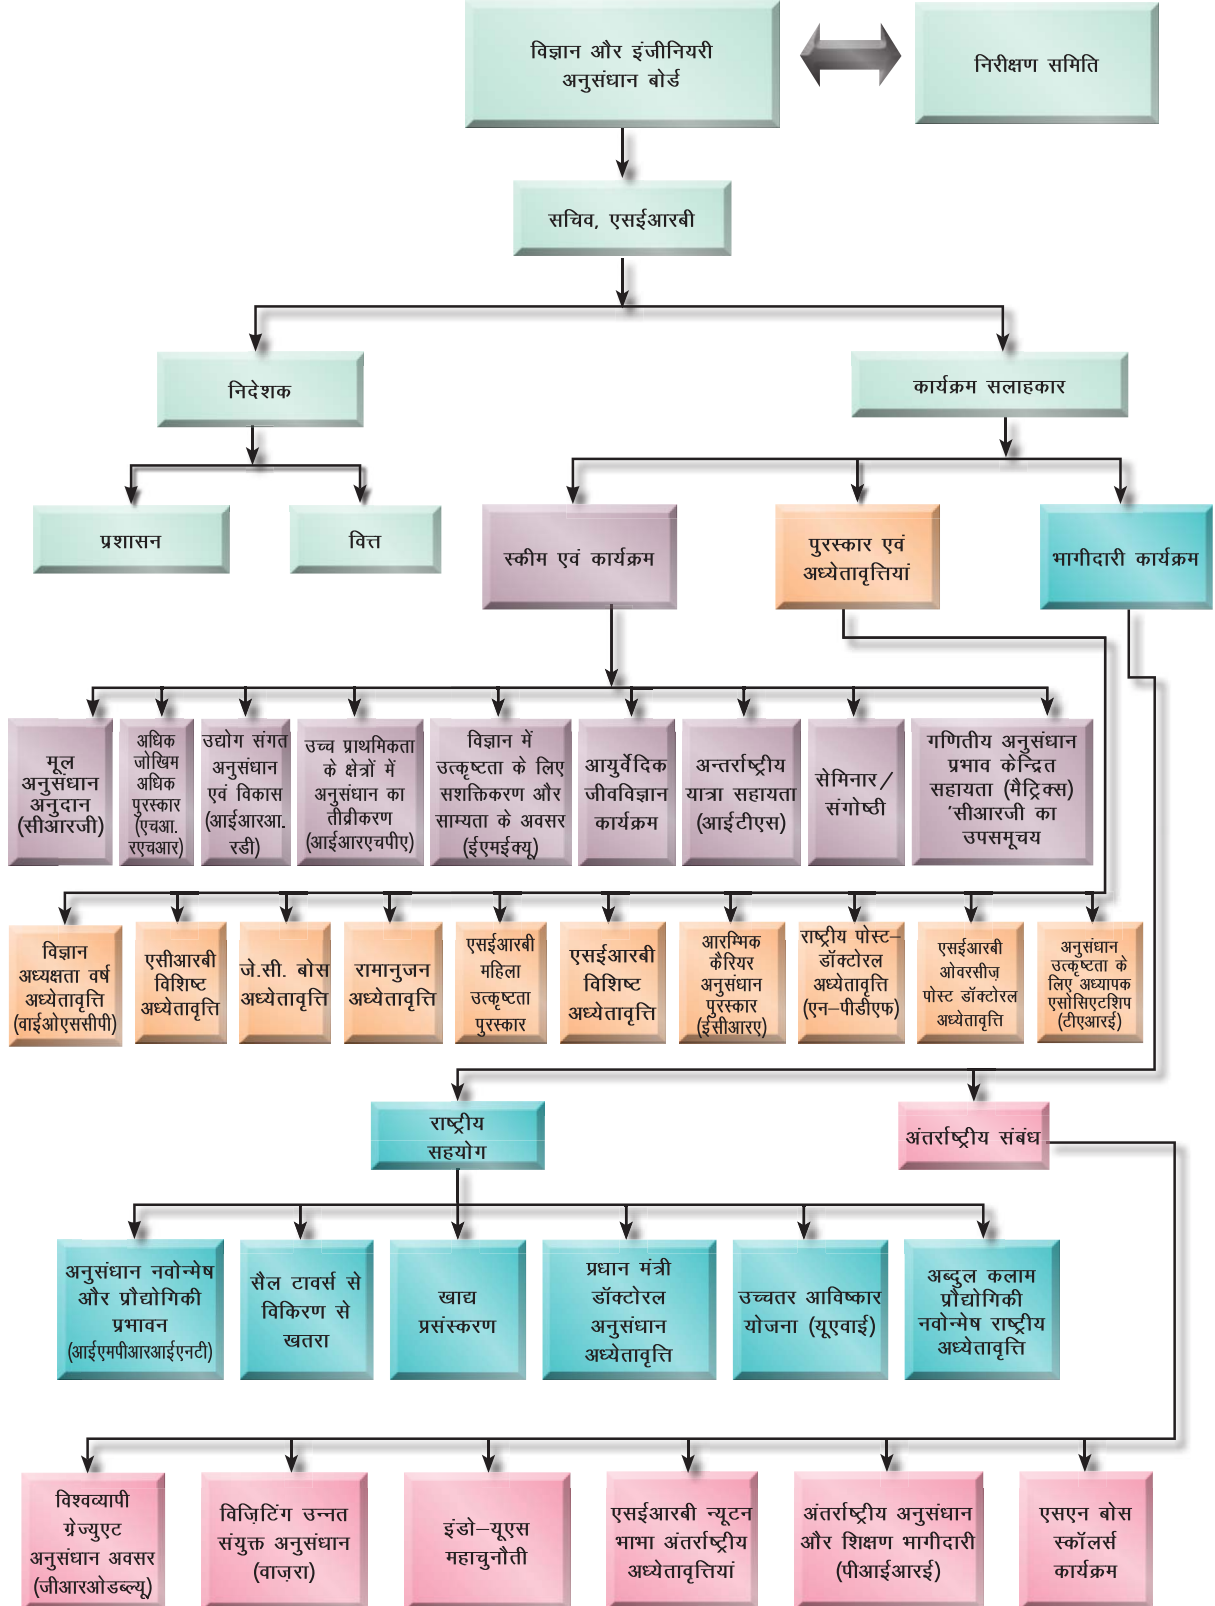 विज्ञान और इंजीनियरी
अनुसंधान बोर्ड
निरीक्षण समिति
सचिव, एसईआरबी
निदेशक
कार्यक्रम सलाहकार
प्रशासन
वित्त
स्कीम एवं कार्यक्रम
पुरस्कार एवं
अध्येतावृत्तियां
भागीदारी कार्यक्रम
मूल
अनुसंधान
अनुदान
(सीआरजी)
अधिक
जोखिम
अधिक
पुरस्कार
(एचआ.
रएचआर)
उद्योग संगत
अनुसंधान
एवं विकास
(आईआरआ.
रडी)
उच्च प्राथमिकता
के क्षेत्रों में
अनुसंधान का
तीव्रीकरण
(आईआरएचपीए)
विज्ञान में
उत्कृष्टता के लिए
सशक्तिकरण और
साम्यता के अवसर
(ईएमईक्यू)
आयुर्वेदिक
जीवविज्ञान
कार्यक्रम
अन्तर्राष्ट्रीय
यात्रा सहायता
(आईटीएस)
सेमिनार/
संगोष्ठी
गणितीय अनुसंधान
प्रभाव केन्द्रित
सहायता (मैट्रिक्स)
'सीआरजी का
उपसमूचय
विज्ञान
अध्यक्षता वर्ष
अध्येतावृत्ति
(वाईओएससीपी)
एसीआरबी
विशिष्ट
अध्येतावृत्ति
जे.सी. बोस
अध्येतावृत्ति
रामानुजन
अध्येतावृत्ति
एसईआरबी
महिला
उत्कृष्टता
पुरस्कार
एसईआरबी
विशिष्ट
अध्येतावृत्ति
आरम्भिक
कैरियर
अनुसंधान
पुरस्कार
(ईसीआरए)
राष्ट्रीय पोस्ट–
डॉक्टोरल
अध्येतावृत्ति
(एन–पीडीएफ)
एसईआरबी
ओवरसीज़
पोस्ट डॉक्टोरल
अध्येतावृत्ति
अनुसंधान
उत्कृष्टता के
लिए अध्यापक
एसोसिएटशिप
(टीएआरई)
राष्ट्रीय
सहयोग
अंतर्राष्ट्रीय संबंध
अनुसंधान नवोन्मेष
और प्रौद्योगिकी
प्रभावन
(आईएमपीआरआईएनटी)
सैल टावर्स से
विकिरण से
खतरा
खाद्य
प्रसंस्करण
प्रधान मंत्री
डॉक्टोरल
अनुसंधान
अध्येतावृत्ति
उच्चतर आविष्कार
योजना (यूएवाई)
अब्दुल कलाम
प्रौद्योगिकी
नवोन्मेष राष्ट्रीय
अध्येतावृत्ति
विश्वव्यापी
ग्रेज्युएट
अनुसंधान अवसर
(जीआरओडब्ल्यू)
विज़िटिंग उन्नत
संयुक्त अनुसंधान
(वाज़रा)
इंडो–यूएस
महाचुनौती
एसईआरबी न्यूटन
भाभा अंतर्राष्ट्रीय
अध्येतावृत्तियां
अंतर्राष्ट्रीय अनुसंधान
और शिक्षण भागीदारी
(पीआईआरई)
एसएन बोस
स्कॉलर्स
कार्यक्रम